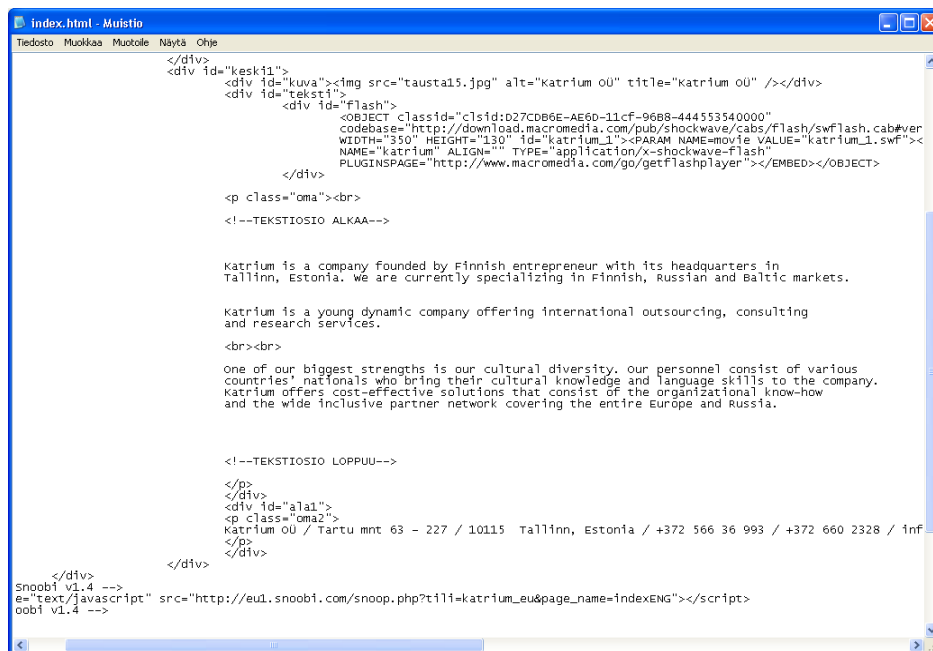 index.html - Muistio
Tiedosto Muokkaa Muotoile Näytä Ohje
</div>
<div id="keski1">
<div id="kuva"><img src="tausta15.jpg" alt="Katrium OÜ" title="Katrium OÜ" /></div>
<div id="teksti">
<div id="flash">
<OBJECT classid="clsid:D27CDB6E-AE6D-11cf-96B8-444553540000"
codebase="http://download.macromedia.com/pub/shockwave/cabs/flash/swflash.cab#ver
WIDTH="350" HEIGHT="130" id="katrium_1"><PARAM NAME=movie VALUE="katrium_1.swf"><
NAME="katrium" ALIGN="" TYPE="application/x-shockwave-flash"
PLUGINSPAGE="http://www.macromedia.com/go/getflashplayer"></EMBED></OBJECT>
</div>
<p class="oma"><br>
<!--TEKSTIOSIO ALKAA-->
Katrium is a company founded by Finnish entrepreneur with its headquarters in
Tallinn, Estonia. We are currently specializing in Finnish, Russian and Baltic markets.
Katrium is a young dynamic company offering international outsourcing, consulting
and research services.
<br><br>
One of our biggest strengths is our cultural diversity. Our personnel consist of various
countries' nationals who bring their cultural knowledge and language skills to the company.
Katrium offers cost-effective solutions that consist of the organizational know-how
and the wide inclusive partner network covering the entire Europe and Russia.
<!--TEKSTIOSIO LOPPUU-->
</p>
</div>
<div id="ala1">
<p class="oma2">
Katrium OÜ / Tartu mnt 63 - 227 / 10115 Tallinn, Estonia / +372 566 36 993 / +372 660 2328 / inf
</p>
</div>
</div>
</div>
Snoobi v1.4 -->
e="text/javascript" src="http://eu1.snoobi.com/snoop.php?tili=katrium_eu&page_name=indexENG"></script>
oobi v1.4 -->